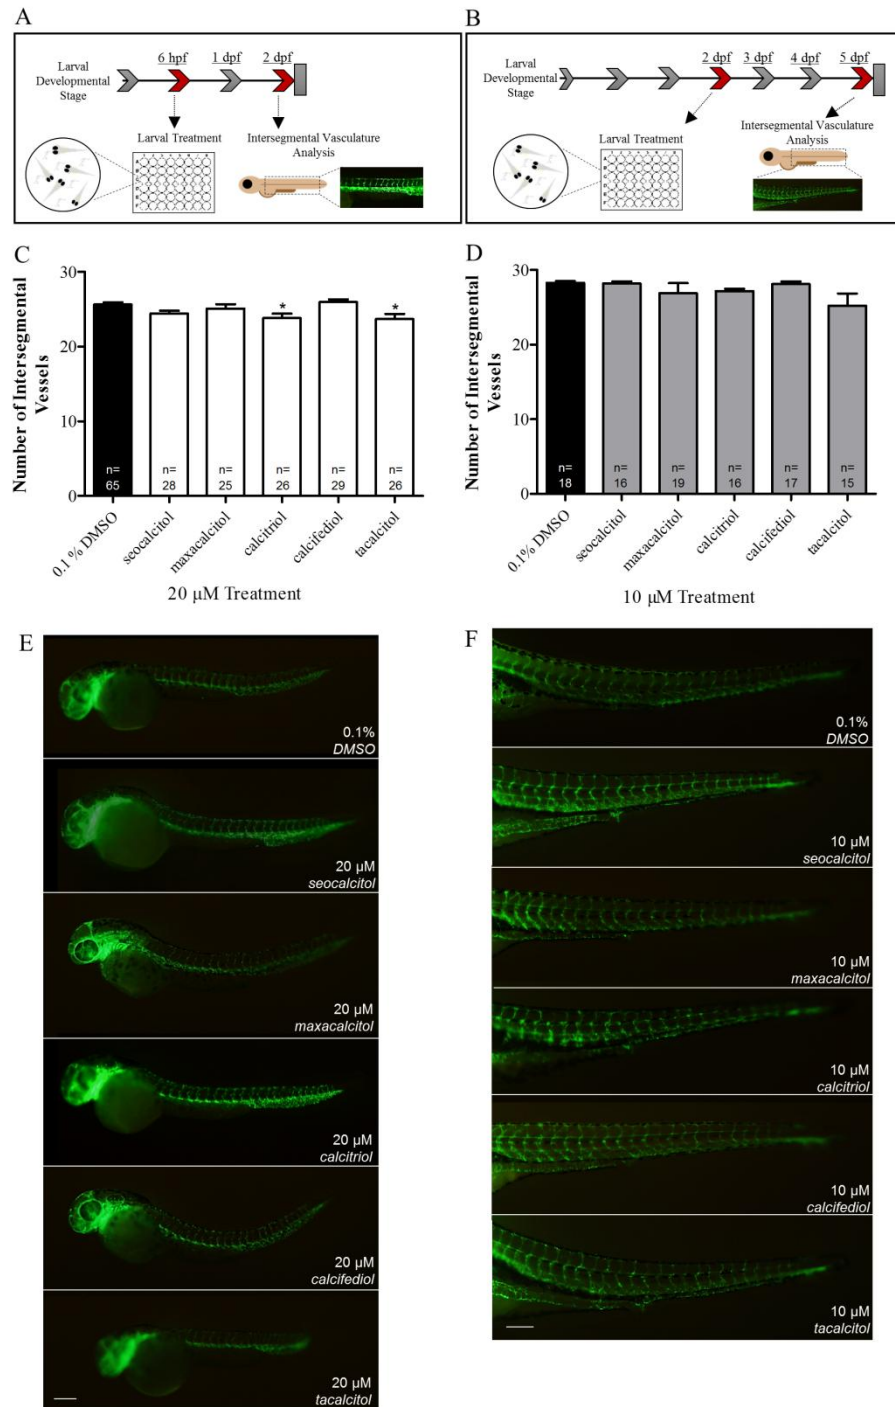 A
6 hpf
1 dpf
2 dpf
Larval
Developmental
Stage
Larval Treatment
Intersegmental Vasculature
Analysis
B
2 dpf
3 dpf
4 dpf
5 dpf
Larval
Developmental
Stage
Larval Treatment
Intersegmental Vasculature
Analysis
C
Number of Intersegmental
Vessels
30
20
10
0
*
*
n=
65
n=
28
n=
25
n=
26
n=
29
n=
26
0.1 % DMSO
seocalcitol
maxacalcitol
calcitriol
calcifediol
tacalcitol
20 μM Treatment
D
Number of Intersegmental
Vessels
30
20
10
0
n=
18
n=
16
n=
19
n=
16
n=
17
n=
15
0.1 % DMSO
seocalcitol
maxacalcitol
calcitriol
calcifediol
tacalcitol
10 μM Treatment
E
0.1%
DMSO
20 μM
seocalcitol
20 μM
maxacalcitol
20 μM
calcitriol
20 μM
calcifediol
20 μM
tacalcitol
F
0.1%
DMSO
10 μM
seocalcitol
10 μM
maxacalcitol
10 μM
calcitriol
10 μM
calcifediol
10 μM
tacalcitol